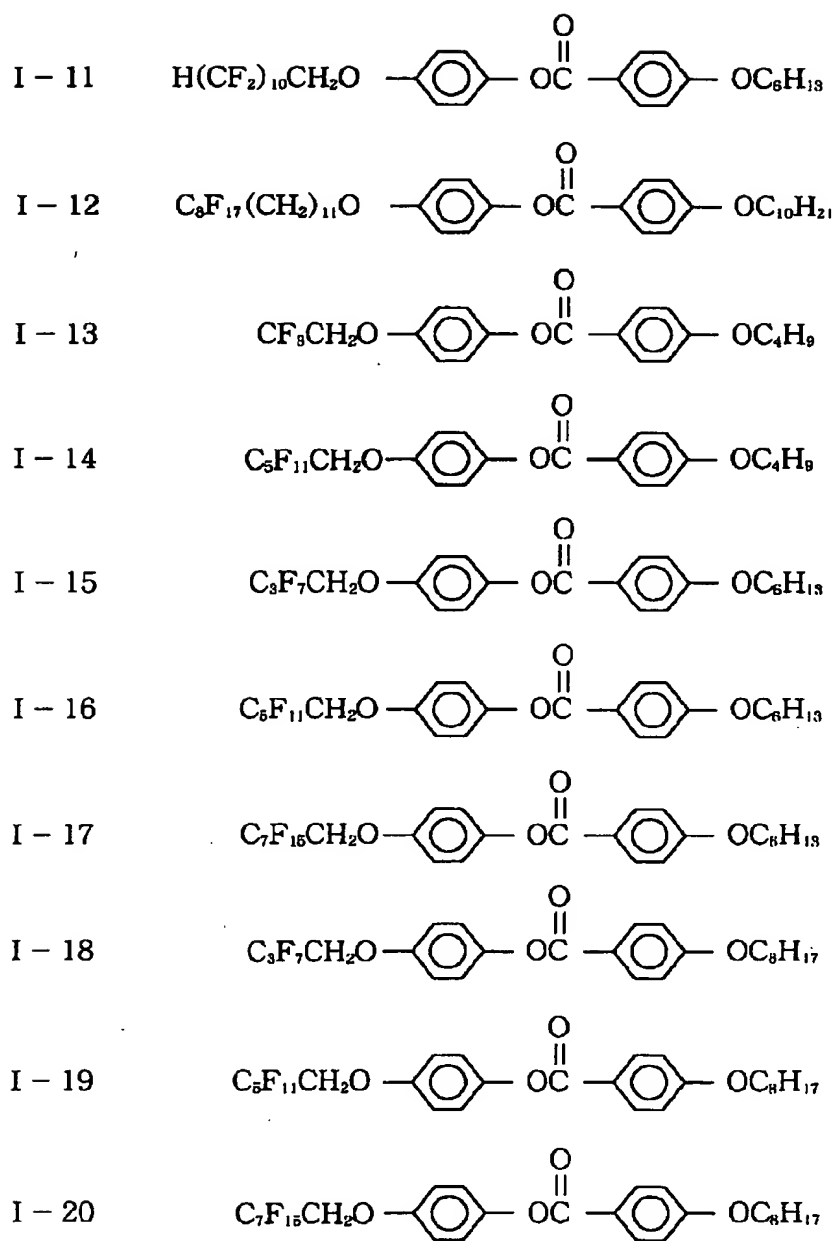 O
I – 11 H(CF₂)₁₀CH₂O OC OC₆H₁₃
O
I – 12 C₈F₁₇(CH₂)₁₁O OC OC₁₀H₂₁
O
I – 13 CF₃CH₂O OC OC₄H₉
O
I – 14 C₅F₁₁CH₂O OC OC₄H₉
O
I – 15 C₃F₇CH₂O OC OC₆H₁₃
O
I – 16 C₅F₁₁CH₂O OC OC₆H₁₃
O
I – 17 C₇F₁₅CH₂O OC OC₆H₁₃
O
I – 18 C₃F₇CH₂O OC OC₈H₁₇
O
I – 19 C₅F₁₁CH₂O OC OC₈H₁₇
O
I – 20 C₇F₁₅CH₂O OC OC₈H₁₇